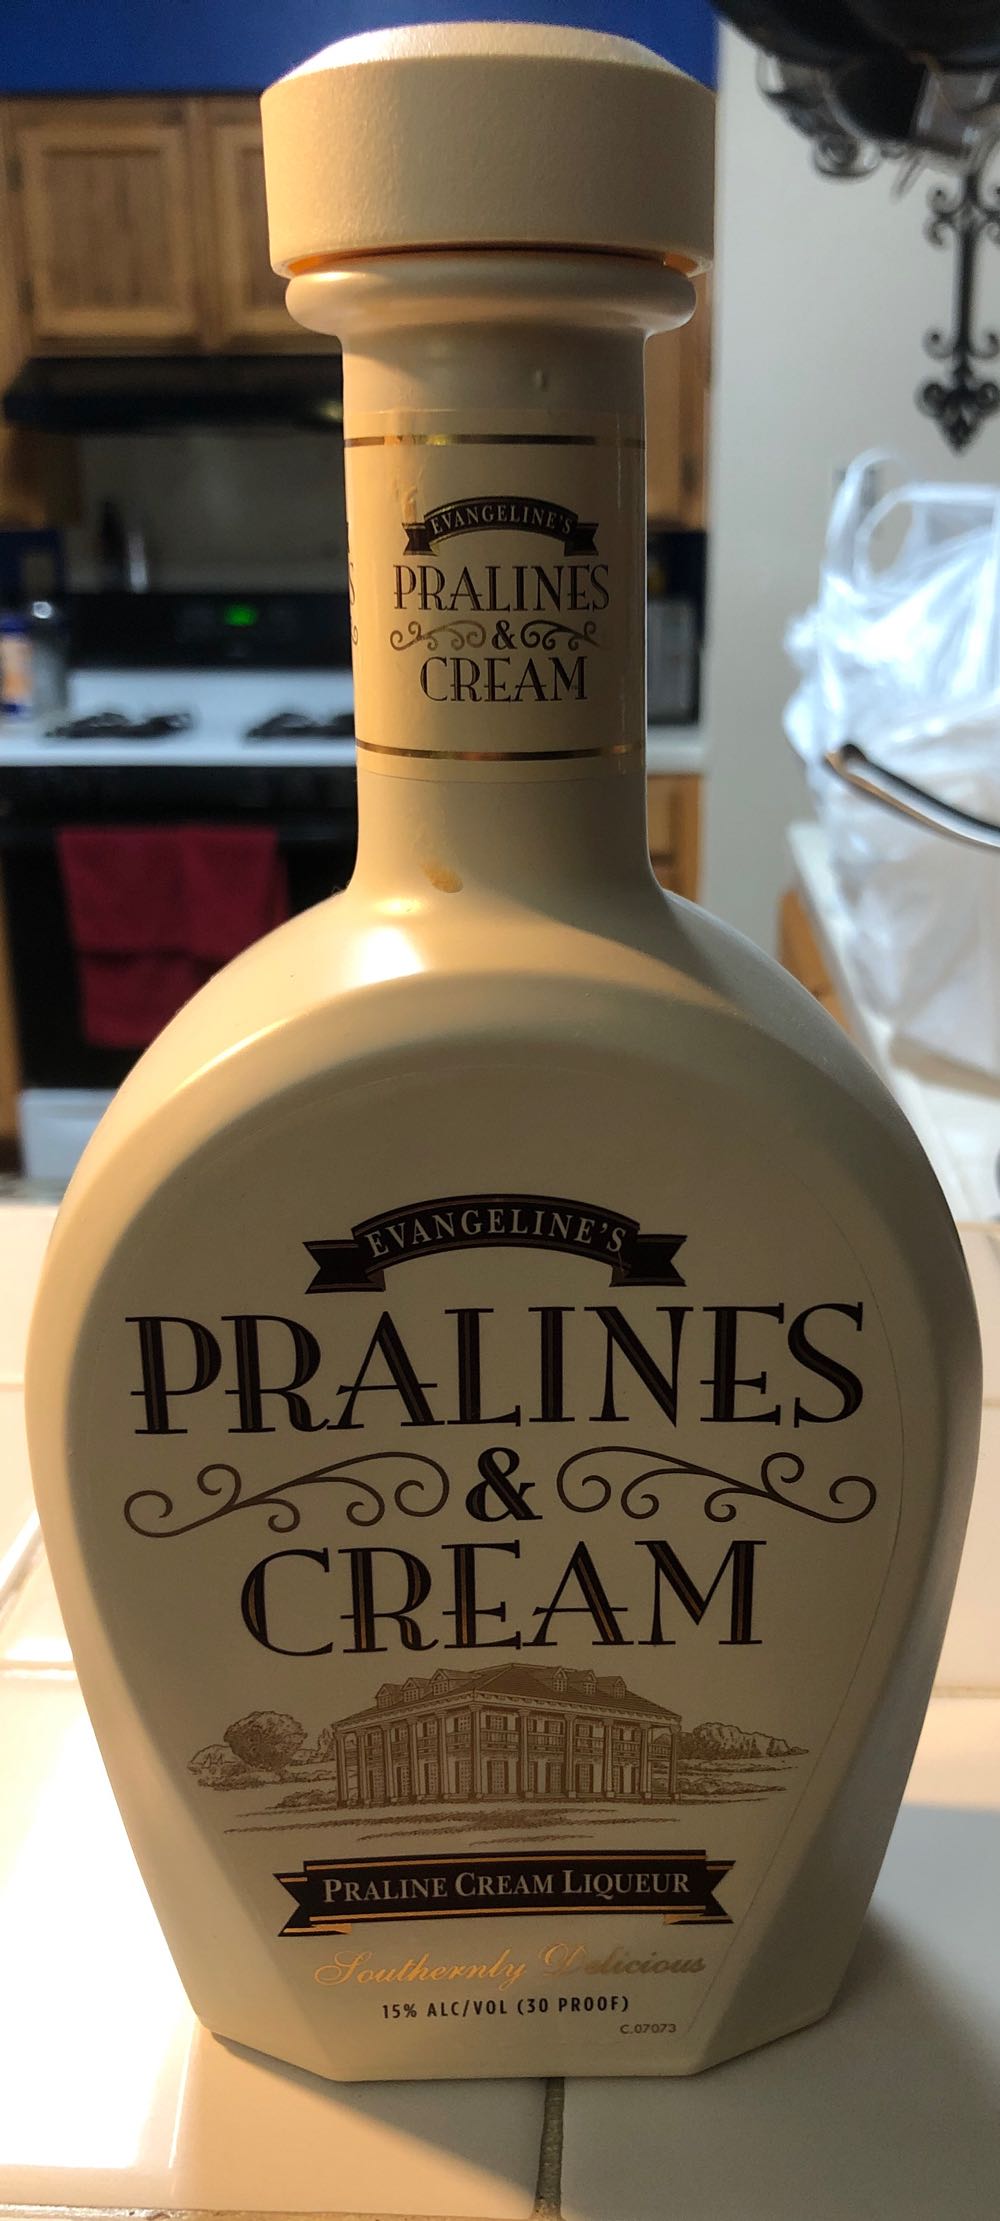 EVANGELINE'S
PRALINES
&
CREAM
EVANGELINE'S
PRALINES
&
CREAM
PRALINE CREAM LIQUEUR
Southernly Delicious
15% ALC/VOL (30 PROOF)
C.07073